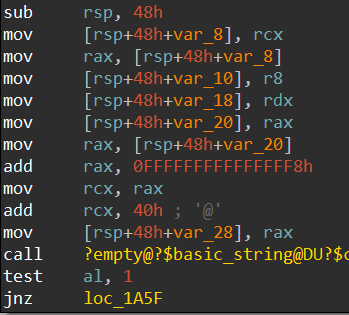 sub     rsp, 48h
mov     [rsp+48h+var_8], rcx
mov     rax, [rsp+48h+var_8]
mov     [rsp+48h+var_10], r8
mov     [rsp+48h+var_18], rdx
mov     [rsp+48h+var_20], rax
mov     rax, [rsp+48h+var_20]
add     rax, 0FFFFFFFFFFFFFFF8h
mov     rcx, rax
add     rcx, 40h ; '@'
mov     [rsp+48h+var_28], rax
call    ?empty@?$basic_string@DU?$c
test    al, 1
jnz     loc_1A5F